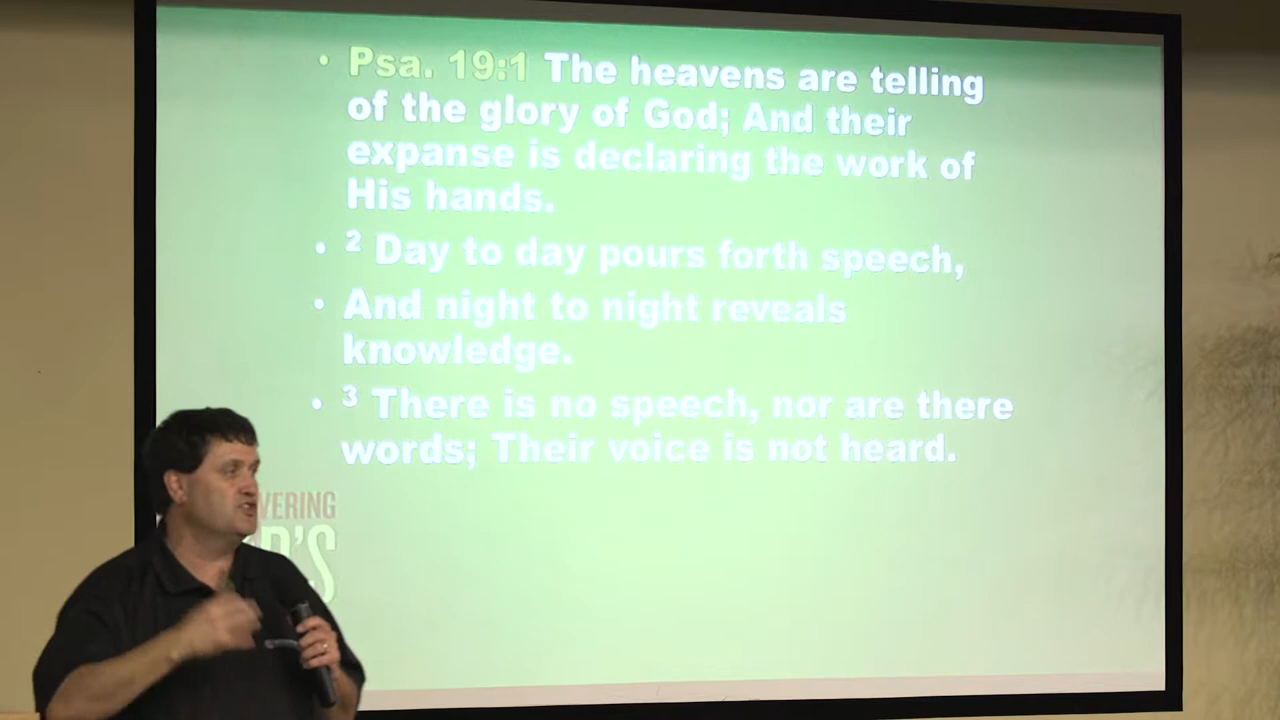 • Psa. 19:1 The heavens are telling
of the glory of God; And their
expanse is declaring the work of
His hands.
• 2 Day to day pours forth speech,
• And night to night reveals
knowledge.
• 3 There is no speech, nor are there
words; Their voice is not heard.
VERING
'S